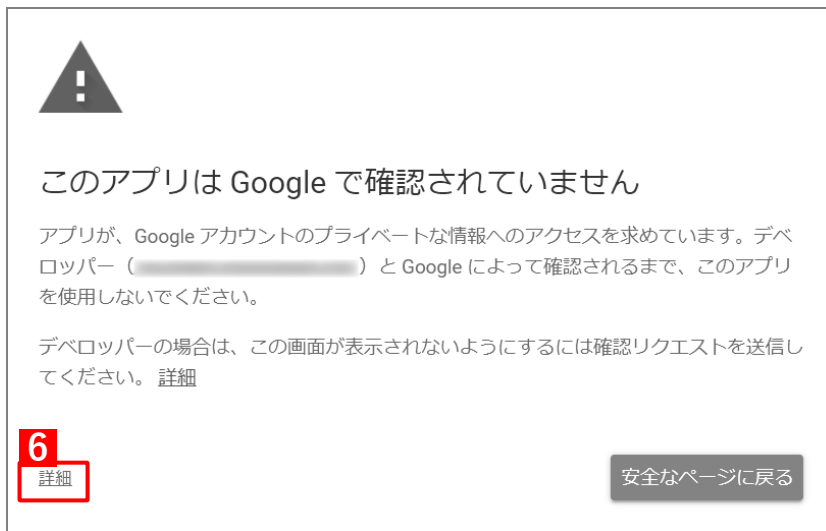 このアプリは Google で確認されていません
アプリが、Google アカウントのプライベートな情報へのアクセスを求めています。デベ
ロッパー（ ）と Google によって確認されるまで、このアプリ
を使用しないでください。
デベロッパーの場合は、この画面が表示されないようにするには確認リクエストを送信し
てください。 詳細
6
詳細
安全なページに戻る